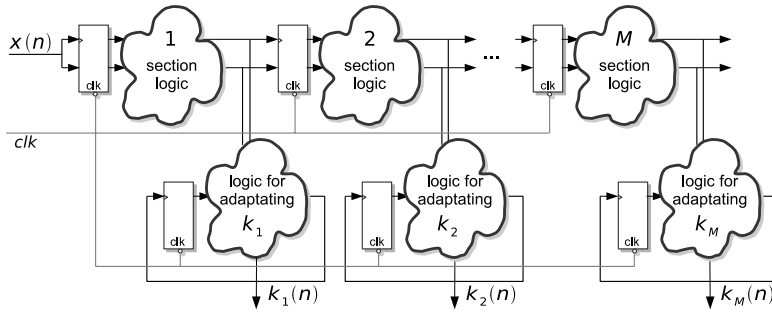 x(n)
1
section
logic
clk
2
section
logic
clk
...
M
section
logic
clk
clk
logic for
adaptating
k1
clk
logic for
adaptating
k2
clk
logic for
adaptating
kM
clk
k1(n)
k2(n)
kM(n)